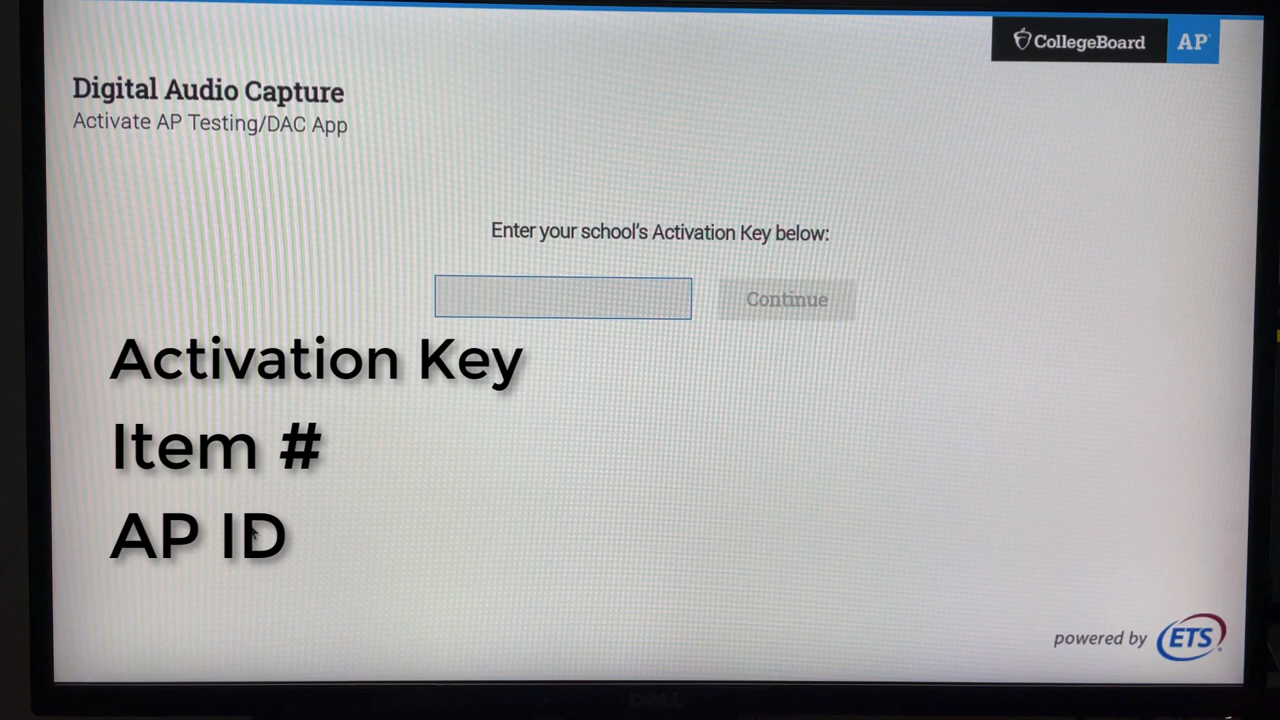 CollegeBoard AP
Digital Audio Capture
Activate AP Testing/DAC App
Enter your school's Activation Key below:
Continue
Activation Key
Item #
AP ID
powered by ETS
DELL